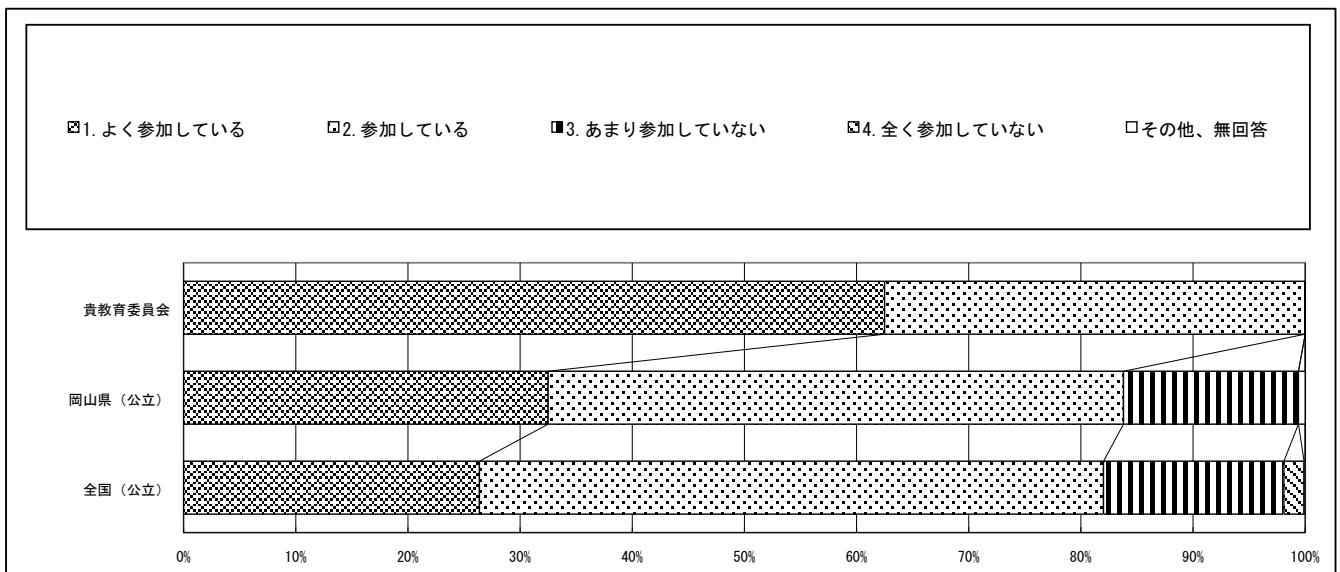 1.よく参加している 2.参加している 3.あまり参加していない 4.全く参加していない その他、無回答
貴教育委員会
岡山県（公立）
全国（公立）
0% 10% 20% 30% 40% 50% 60% 70% 80% 90% 100%